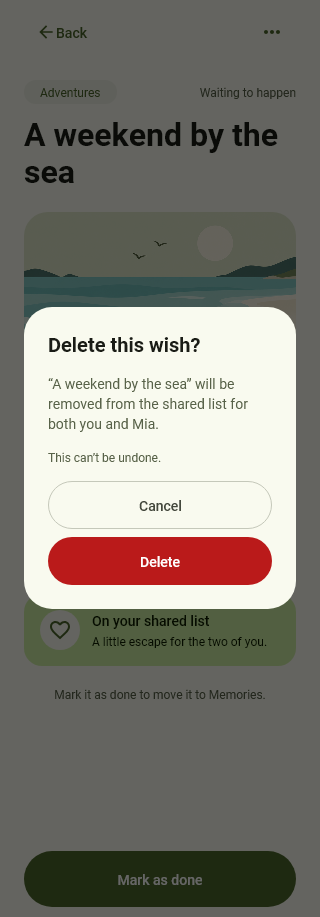 Back
Adventures
Waiting to happen
A weekend by the
sea
Delete this wish?
“A weekend by the sea” will be
removed from the shared list for
both you and Mia.
This can’t be undone.
Cancel
Delete
On your shared list
A little escape for the two of you.
Mark it as done to move it to Memories.
Mark as done